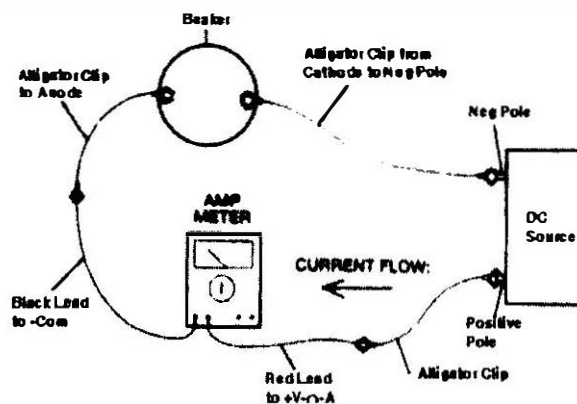 Beaker
Alligator Clip
to Anode
Alligator Clip from
Cathode to Neg Pole
Neg Pole
AMP
METER
DC
Source
CURRENT FLOW:
Black Lead
to -Com
Positive
Pole
Red Lead
to +V-Ω-A
Alligator Clip